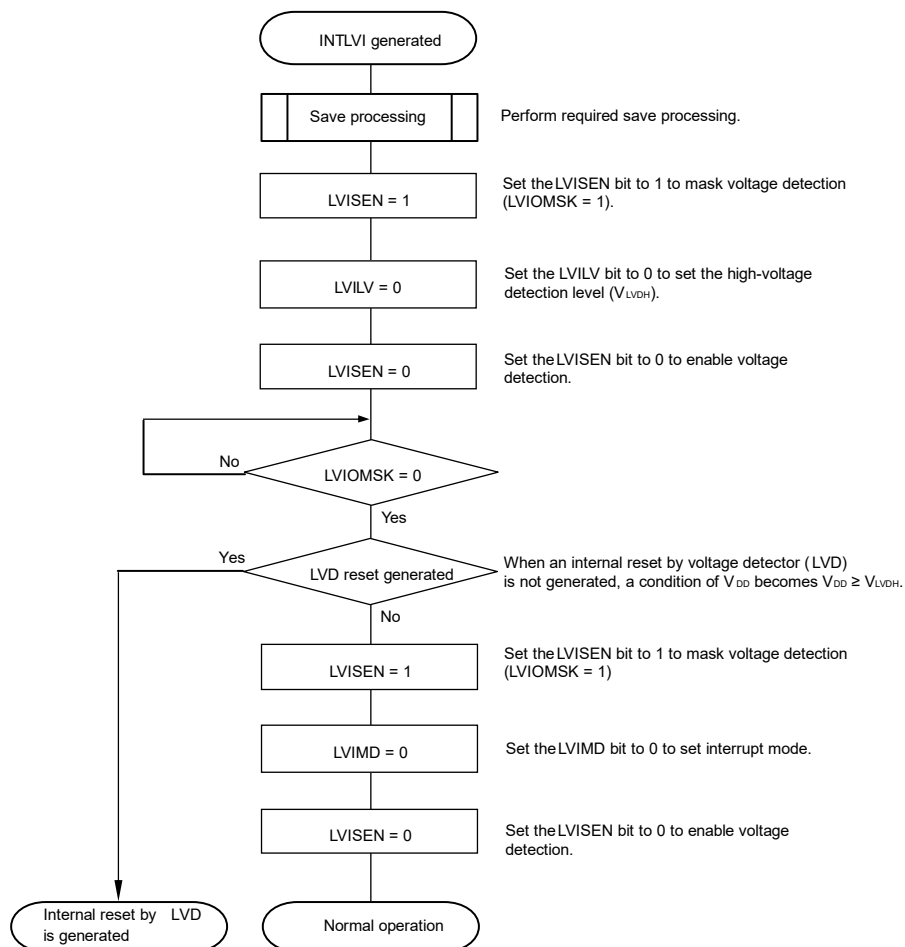 INTLVI generated
Save processing
Perform required save processing.
LVISEN = 1
Set the LVISEN bit to 1 to mask voltage detection
(LVIOMSK = 1).
LVILV = 0
Set the LVILV bit to 0 to set the high-voltage
detection level (VLVDH).
LVISEN = 0
Set the LVISEN bit to 0 to enable voltage
detection.
No
LVIOMSK = 0
Yes
Yes
LVD reset generated
When an internal reset by voltage detector (LVD)
is not generated, a condition of VDD becomes VDD ≥ VLVDH.
No
LVISEN = 1
Set the LVISEN bit to 1 to mask voltage detection
(LVIOMSK = 1)
LVIMD = 0
Set the LVIMD bit to 0 to set interrupt mode.
LVISEN = 0
Set the LVISEN bit to 0 to enable voltage
detection.
Internal reset by LVD
is generated
Normal operation